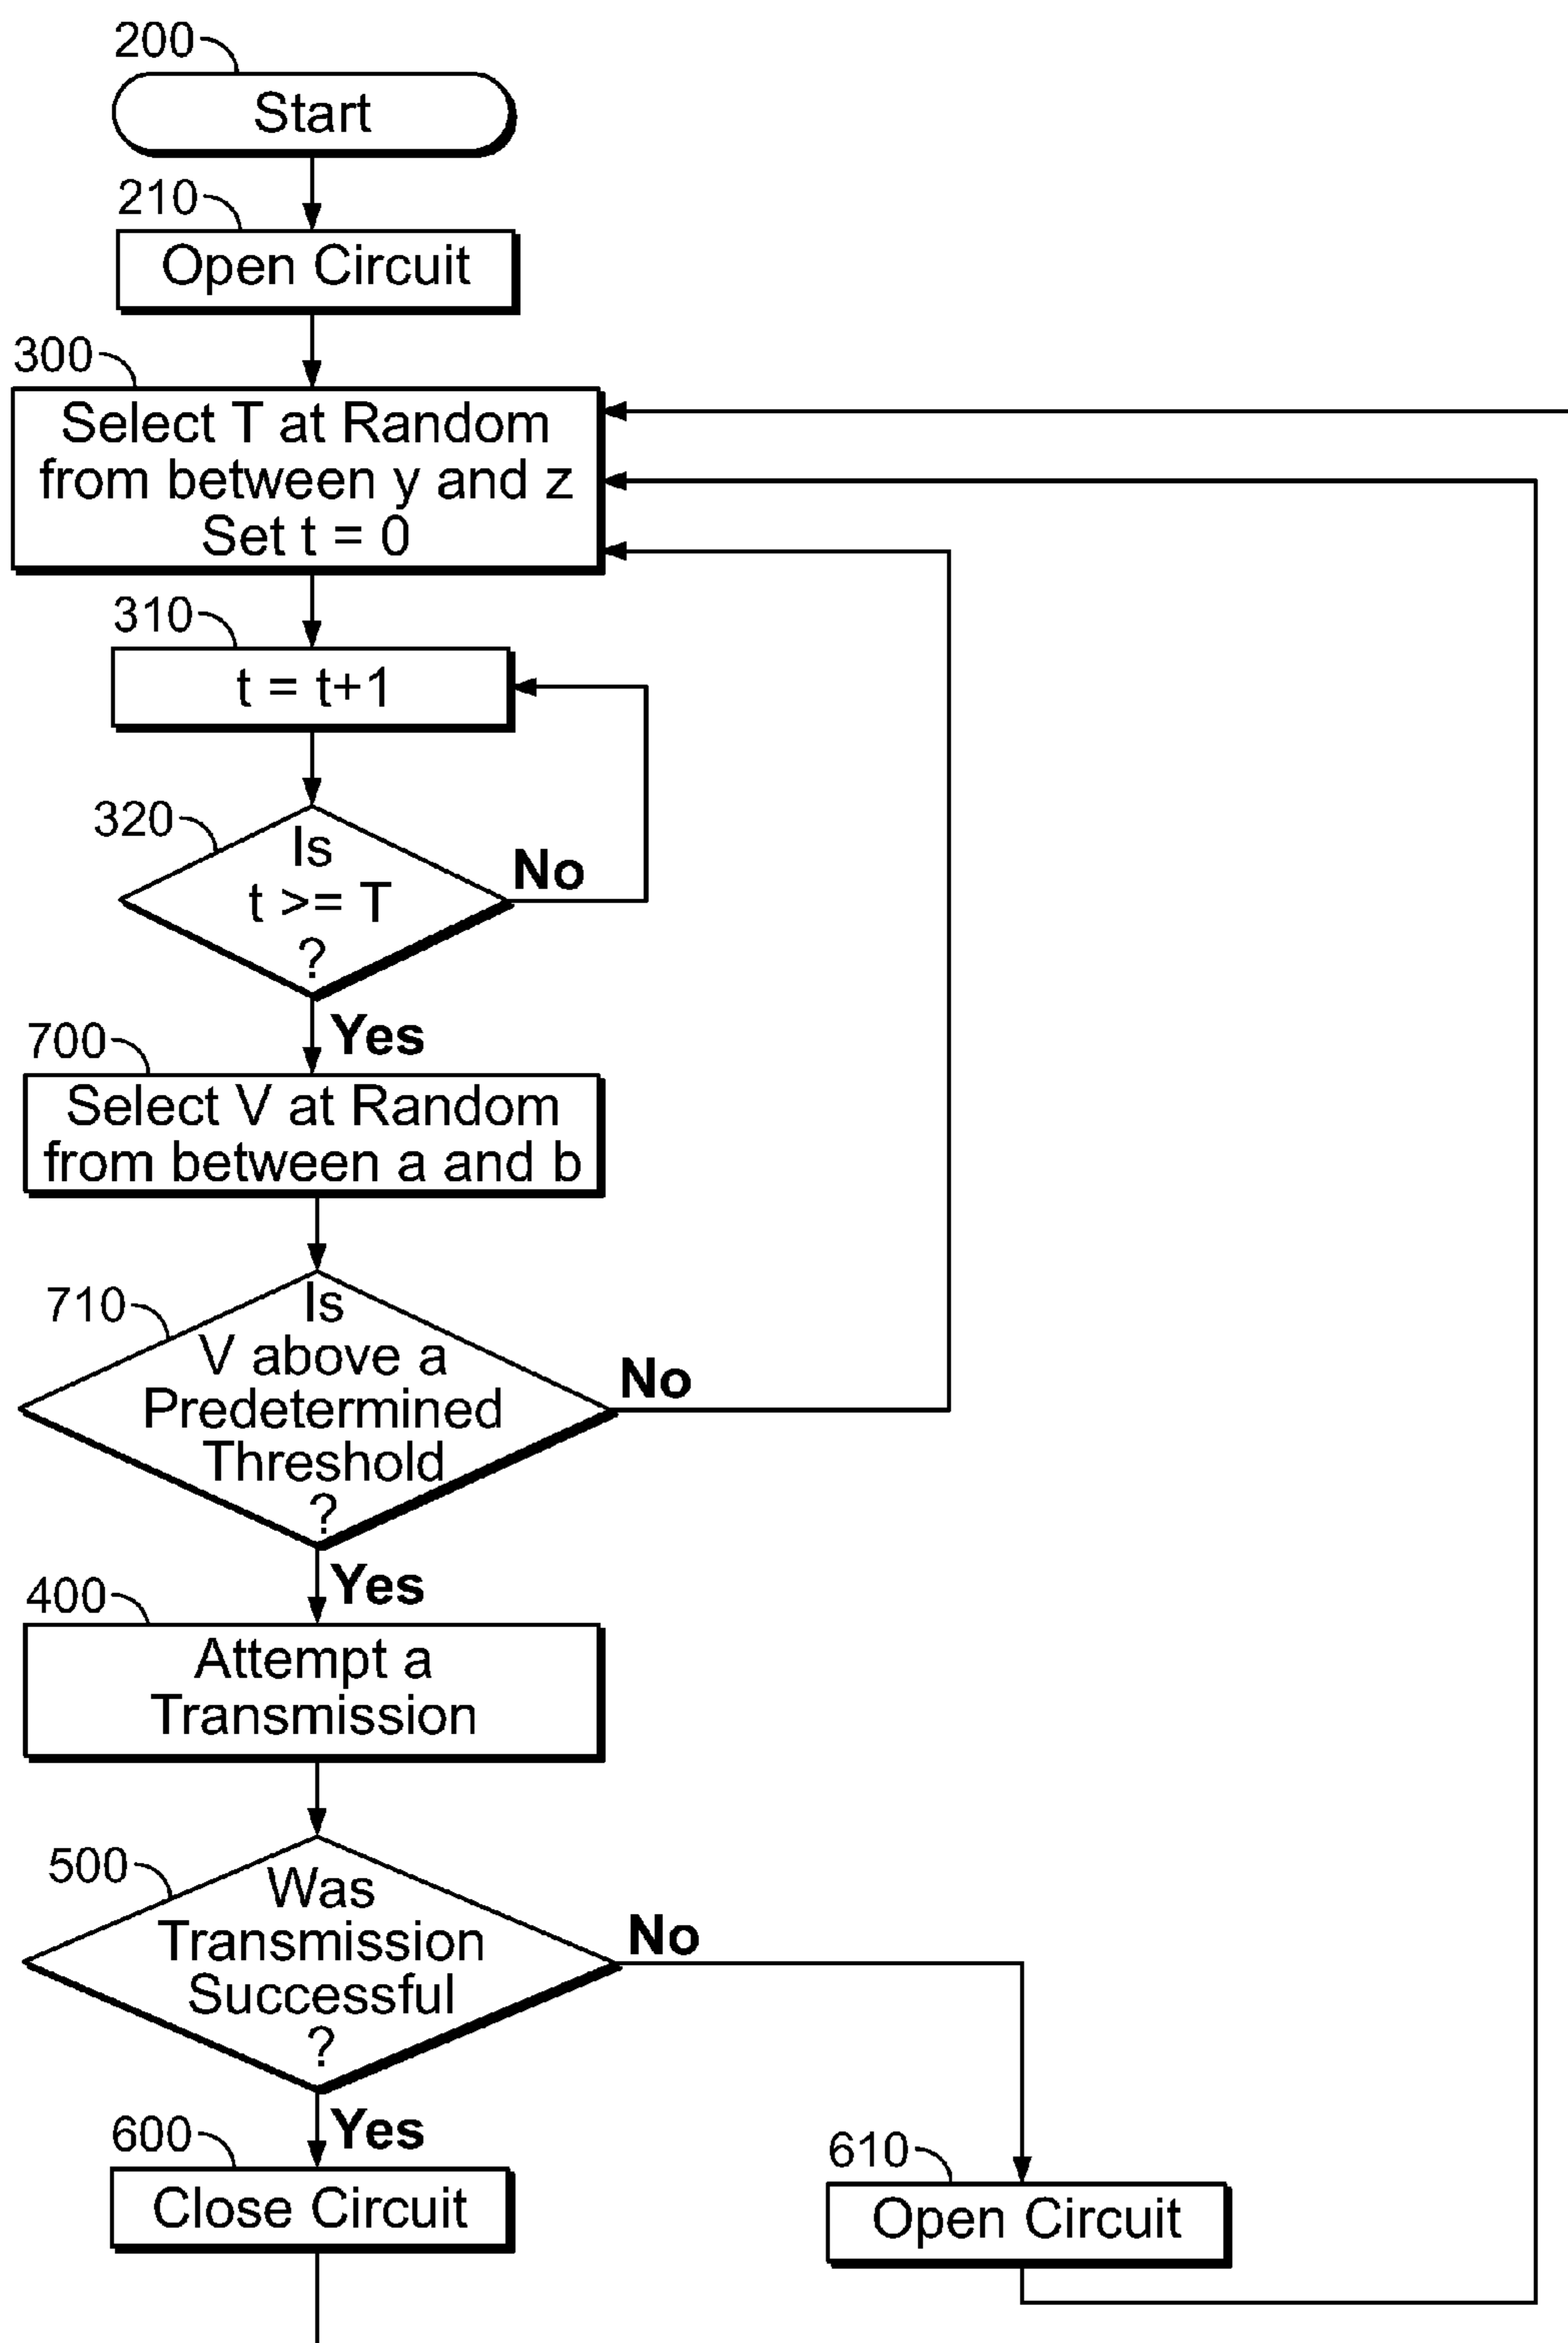 200
Start
210
Open Circuit
300
Select T at Random
from between y and z
Set t = 0
310
t = t+1
320
Is
t >= T
?
No
Yes
700
Select V at Random
from between a and b
710
Is
V above a
Predetermined
Threshold
?
No
Yes
400
Attempt a
Transmission
500
Was
Transmission
Successful
?
No
Yes
600
Close Circuit
610
Open Circuit